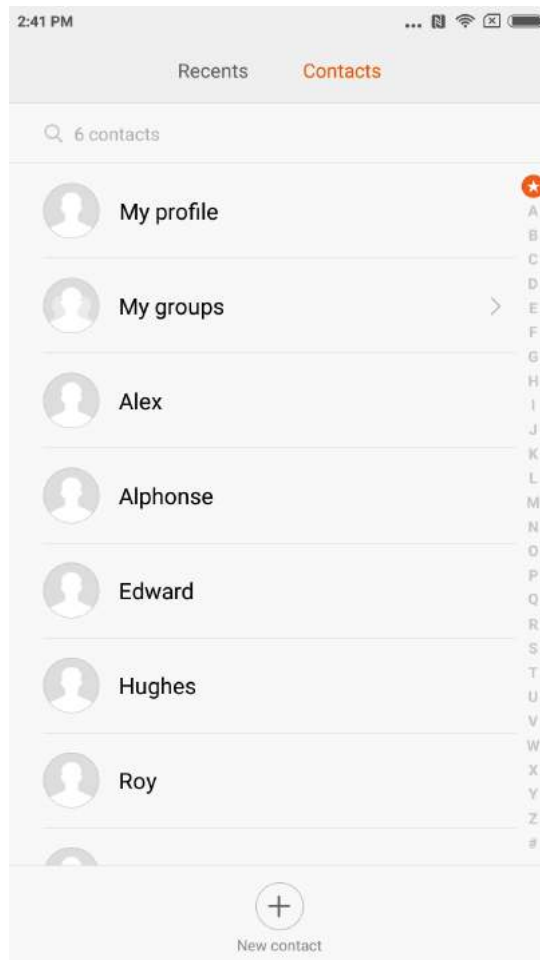 2:41 PM
Recents Contacts
6 contacts
My profile
My groups
Alex
Alphonse
Edward
Hughes
Roy
A
B
C
D
E
F
G
H
I
J
K
L
M
N
O
P
Q
R
S
T
U
V
W
X
Y
Z
#
New contact